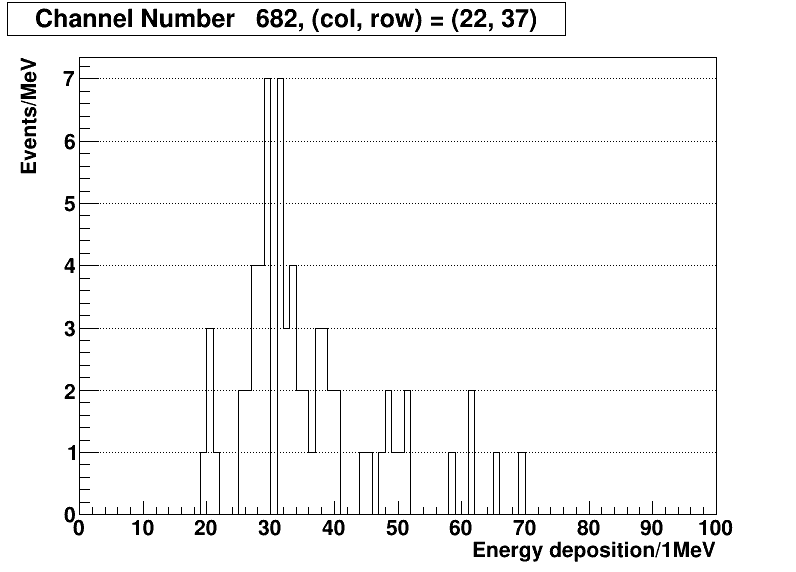 Channel Number 682, (col, row) = (22, 37)
Events/MeV
7
6
5
4
3
2
1
0
0 10 20 30 40 50 60 70 80 90 100
Energy deposition/1MeV